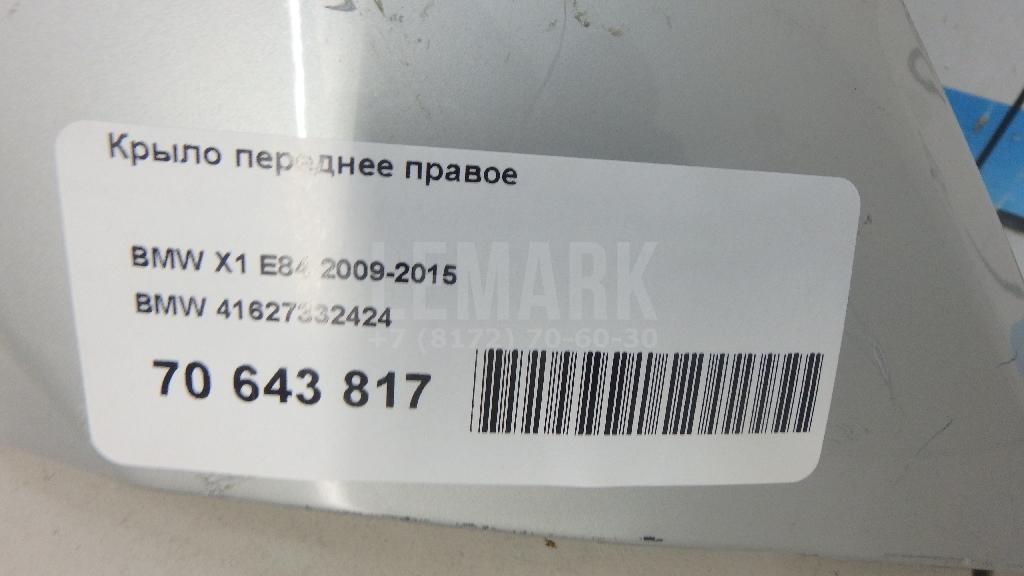 Крыло переднее правое
BMW X1 E84 2009-2015
BMW 41627332424
70 643 817
LEMARK
+7 (8172) 70-60-30